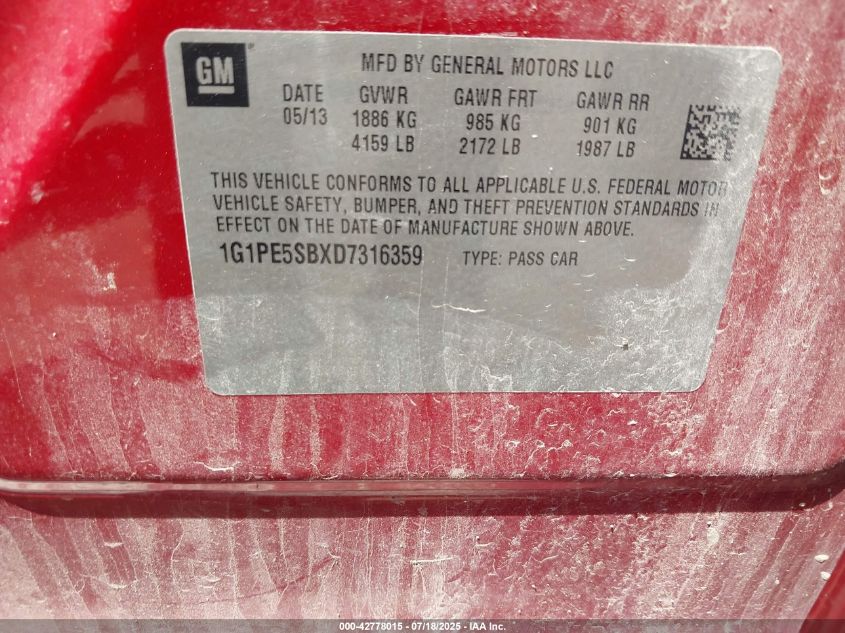 GM
MFD BY GENERAL MOTORS LLC
DATE GVWR GAWR FRT GAWR RR
05/13 1886 KG 985 KG 901 KG
4159 LB 2172 LB 1987 LB
THIS VEHICLE CONFORMS TO ALL APPLICABLE U.S. FEDERAL MOTOR
VEHICLE SAFETY, BUMPER, AND THEFT PREVENTION STANDARDS IN
EFFECT ON THE DATE OF MANUFACTURE SHOWN ABOVE.
1G1PE5SBXD7316359 TYPE: PASS CAR
000-42778015 - 07/18/2025 - IAA Inc.